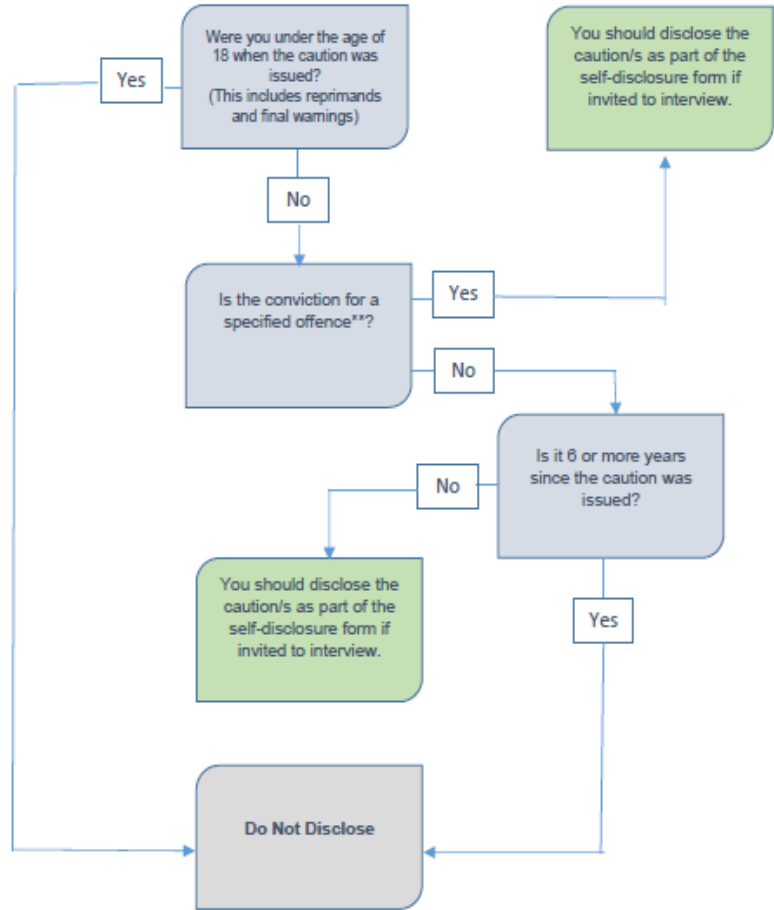 Were you under the age of
18 when the caution was
issued?
(This includes reprimands
and final warnings)
You should disclose the
caution/s as part of the
self-disclosure form if
invited to interview.
Yes
No
Is the conviction for a
specified offence**?
Yes
No
Is it 6 or more years
since the caution was
issued?
No
You should disclose the
caution/s as part of the
self-disclosure form if
invited to interview.
Yes
Do Not Disclose